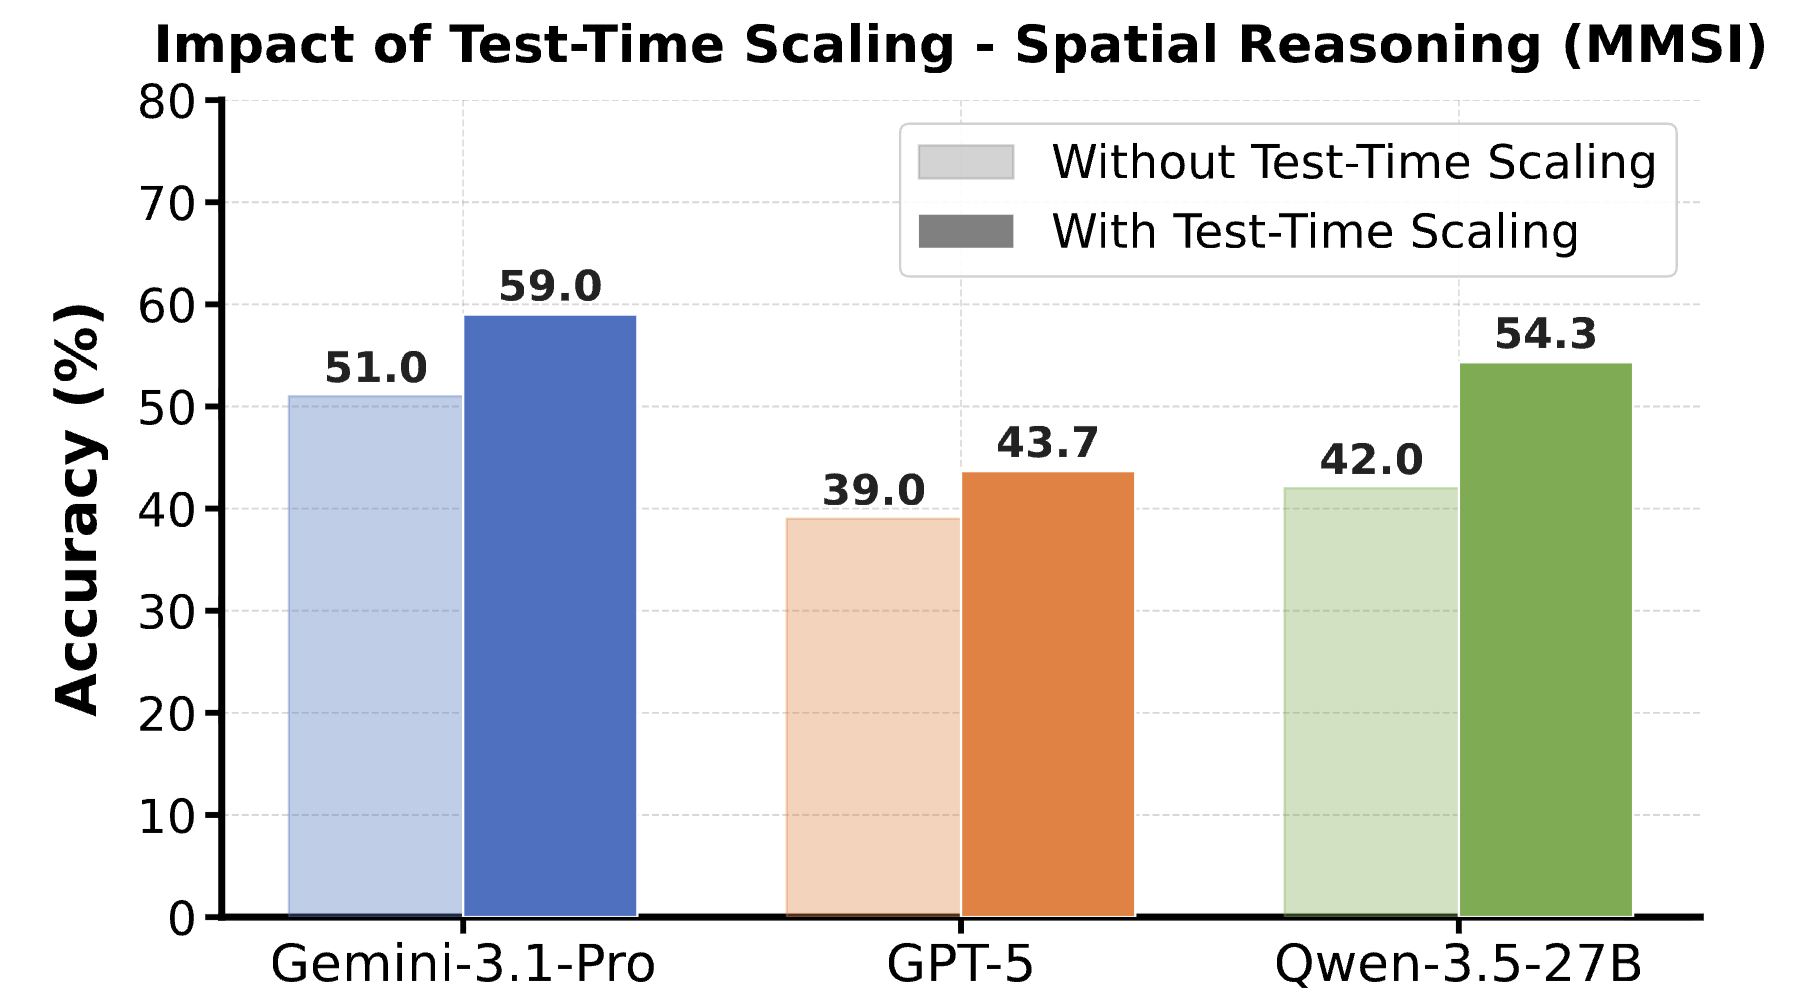 Impact of Test-Time Scaling - Spatial Reasoning (MMSI)
Accuracy (%)
80
70
60
50
40
30
20
10
0
Without Test-Time Scaling
With Test-Time Scaling
51.0
59.0
39.0
43.7
42.0
54.3
Gemini-3.1-Pro
GPT-5
Qwen-3.5-27B